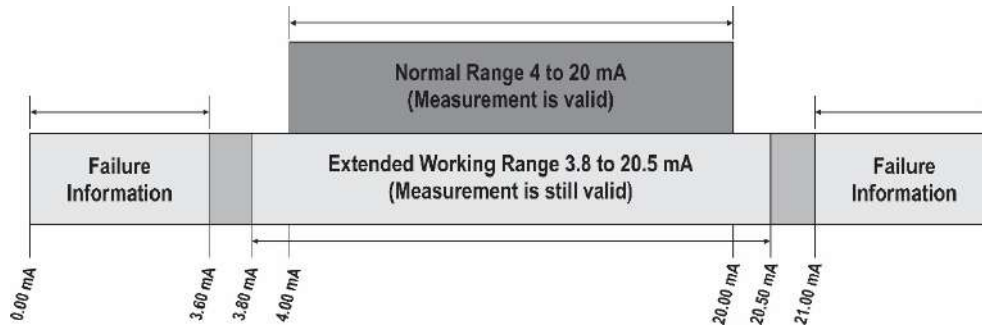 Normal Range 4 to 20 mA
(Measurement is valid)
Failure
Information
Extended Working Range 3.8 to 20.5 mA
(Measurement is still valid)
Failure
Information
0.00 mA
3.60 mA
3.80 mA
4.00 mA
20.00 mA
20.50 mA
21.00 mA